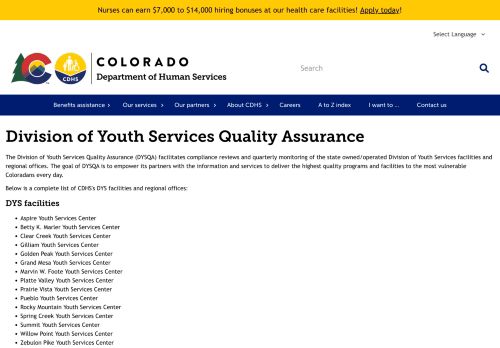 Nurses can earn $7,000 to $14,000 hiring bonuses at our health care facilities! Apply today!
Select Language
CDHS
COLORADO
Department of Human Services
Search
Benefits assistance
Our services
Our partners
About CDHS
Careers
A to Z index
I want to ...
Contact us
Division of Youth Services Quality Assurance
The Division of Youth Services Quality Assurance (DYSQA) facilitates compliance reviews and quarterly monitoring of the state owned/operated Division of Youth Services facilities and
regional offices. The goal of DYSQA is to empower its partners with the information and services to deliver the highest quality programs and facilities to the most vulnerable
Coloradans every day.
Below is a complete list of CDHS's DYS facilities and regional offices:
DYS facilities
Aspire Youth Services Center
Betty K. Marler Youth Services Center
Clear Creek Youth Services Center
Gilliam Youth Services Center
Golden Peak Youth Services Center
Grand Mesa Youth Services Center
Marvin W. Foote Youth Services Center
Platte Valley Youth Services Center
Prairie Vista Youth Services Center
Pueblo Youth Services Center
Rocky Mountain Youth Services Center
Spring Creek Youth Services Center
Summit Youth Services Center
Willow Point Youth Services Center
Zebulon Pike Youth Services Center